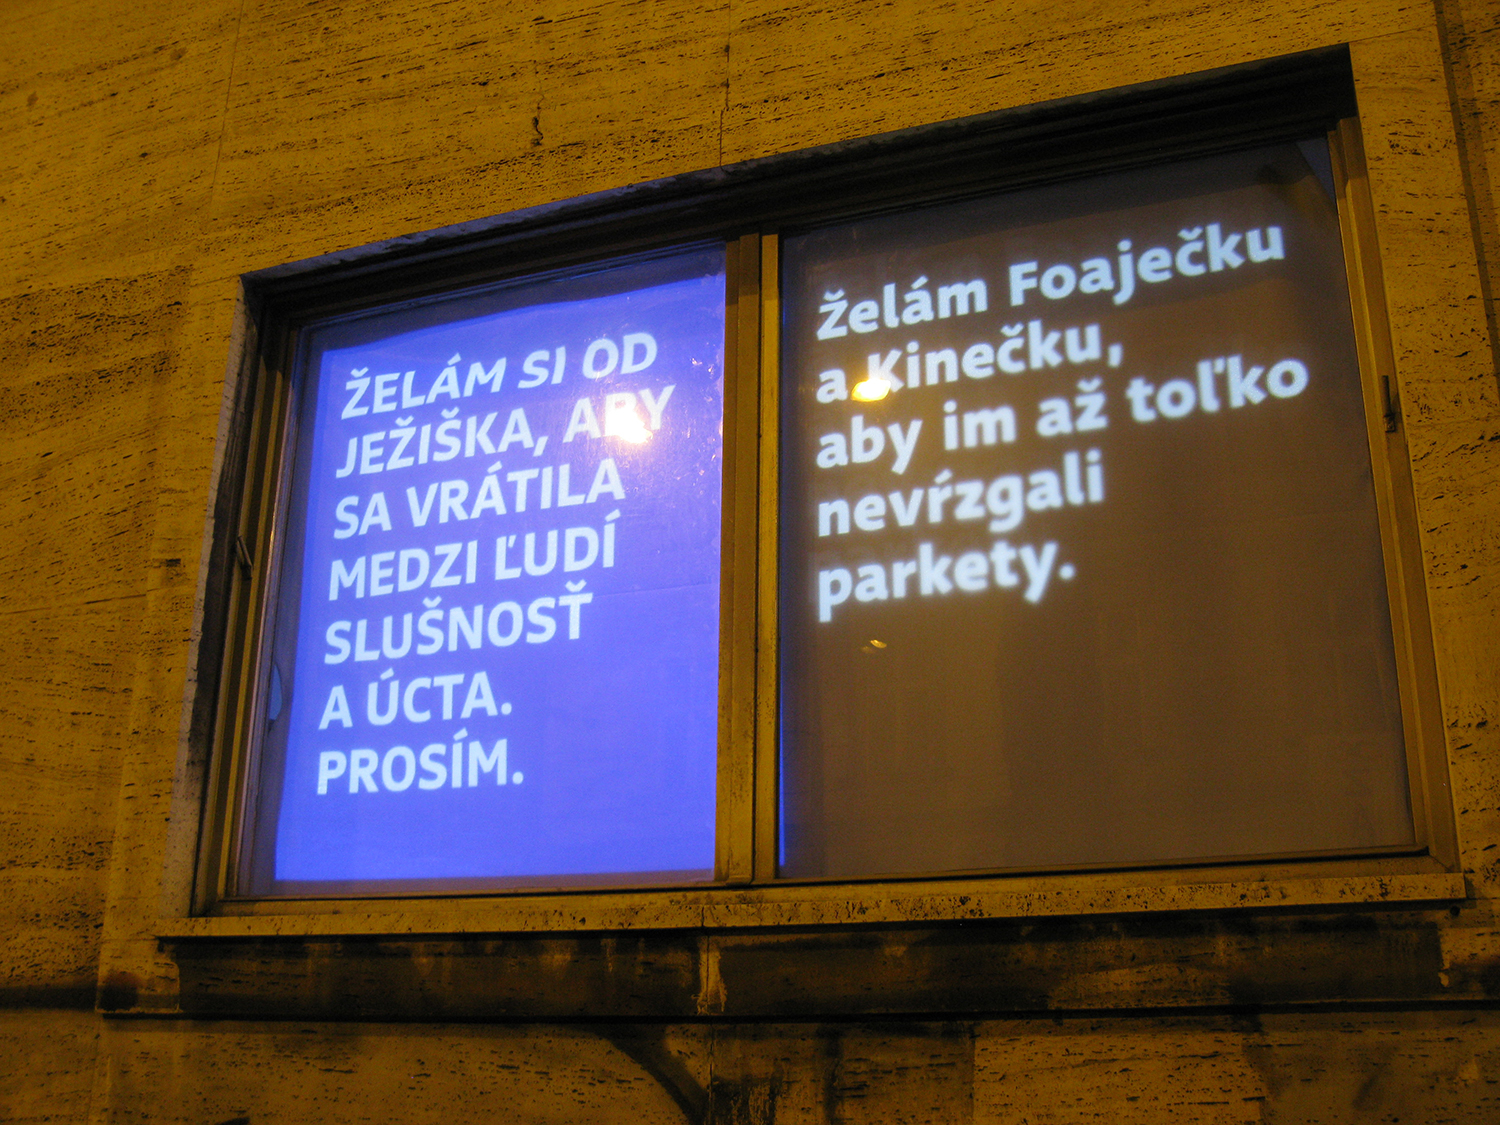 ŽELÁM SI OD
JEŽIŠKA, ABY
SA VRÁTILA
MEDZI ĽUDÍ
SLUŠNOSŤ
A ÚCTA.
PROSÍM.
želám Foaječku
a Kinečku,
aby im až toľko
nevŕzgali
parkety.